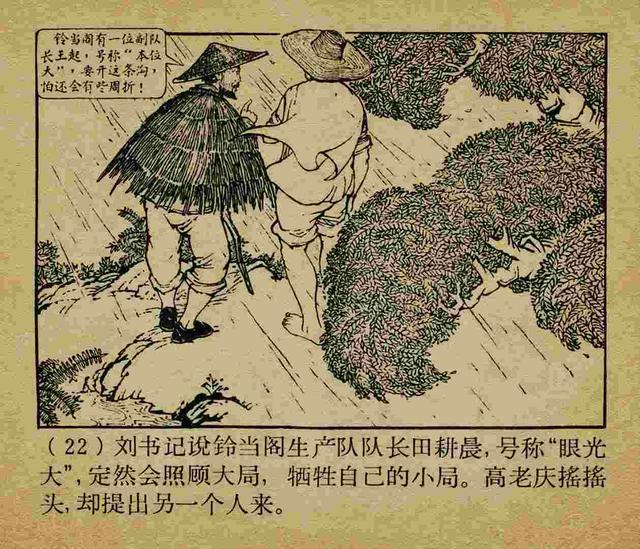 铃当阁有一位副队
长王起,号称“本位
大”,要开这条沟,
怕还会有些周折!
(22)刘书记说铃当阁生产队队长田耕晨,号称“眼光
大”,定然会照顾大局,牺牲自己的小局。高老庆摇摇
头,却提出另一个人来。